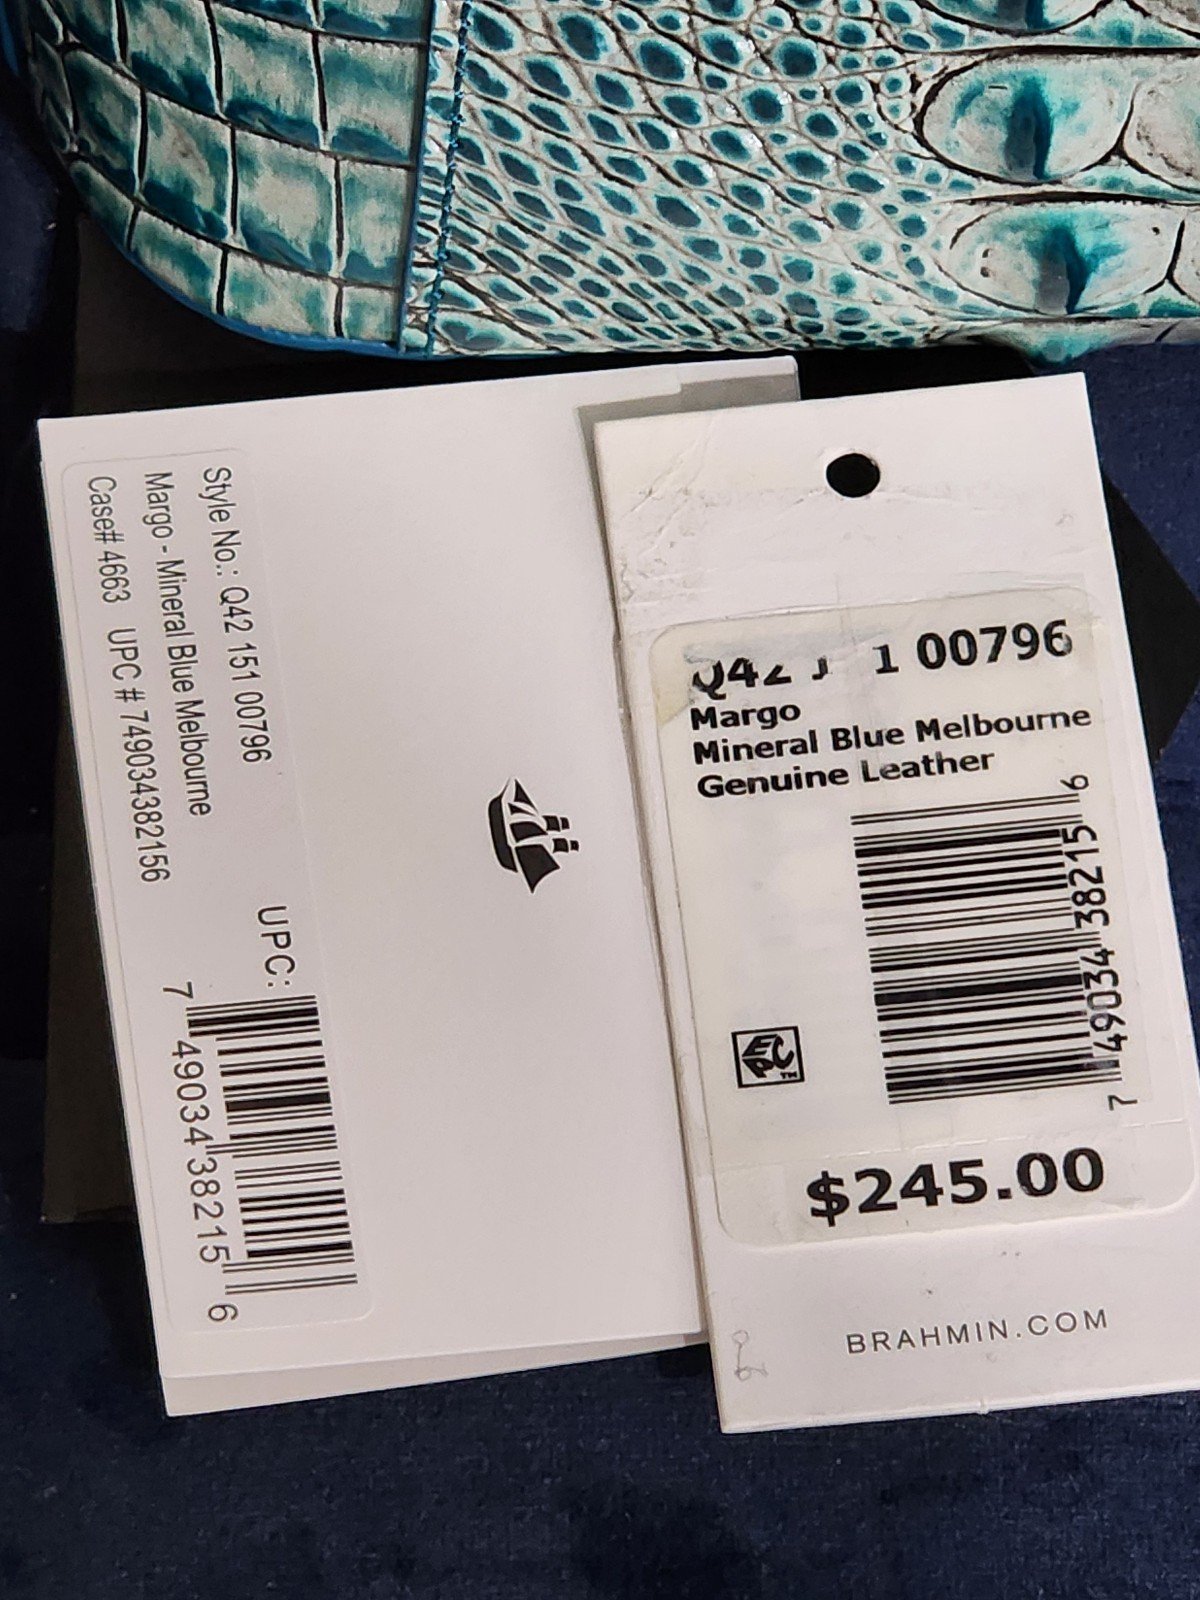 Style No.: Q42 151 00796
Margo - Mineral Blue Melbourne
Case# 4663 UPC # 749034382156
UPC:
7 49034 38215 6
00796
Margo
Mineral Blue Melbourne
Genuine Leather
7 49034 38215 6
EPC™
$245.00
BRAHMIN.COM